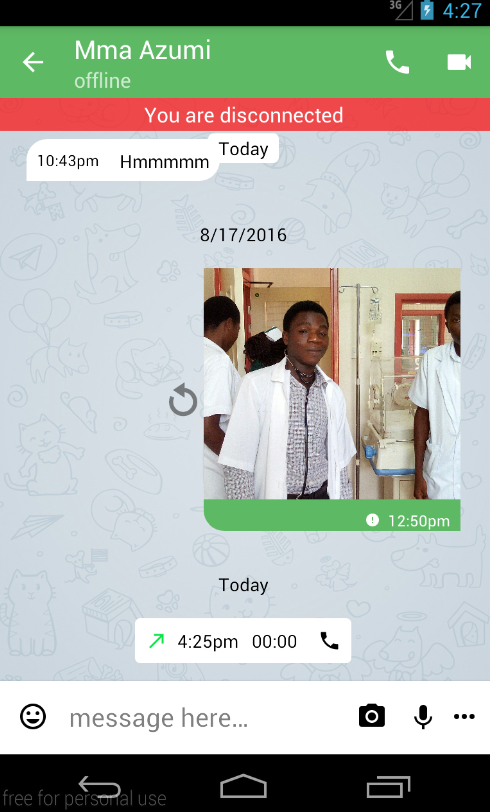 3G 4:27
Mma Azumi
offline
You are disconnected
Today
10:43pm Hmmmmm
8/17/2016
12:50pm
Today
4:25pm 00:00
message here...
free for personal use